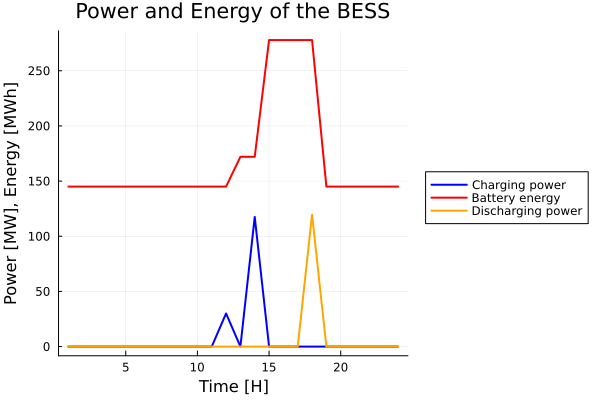 Power and Energy of the BESS
Power [MW], Energy [MWh]
250
200
150
100
50
0
5 10 15 20
Time [H]
Charging power
Battery energy
Discharging power